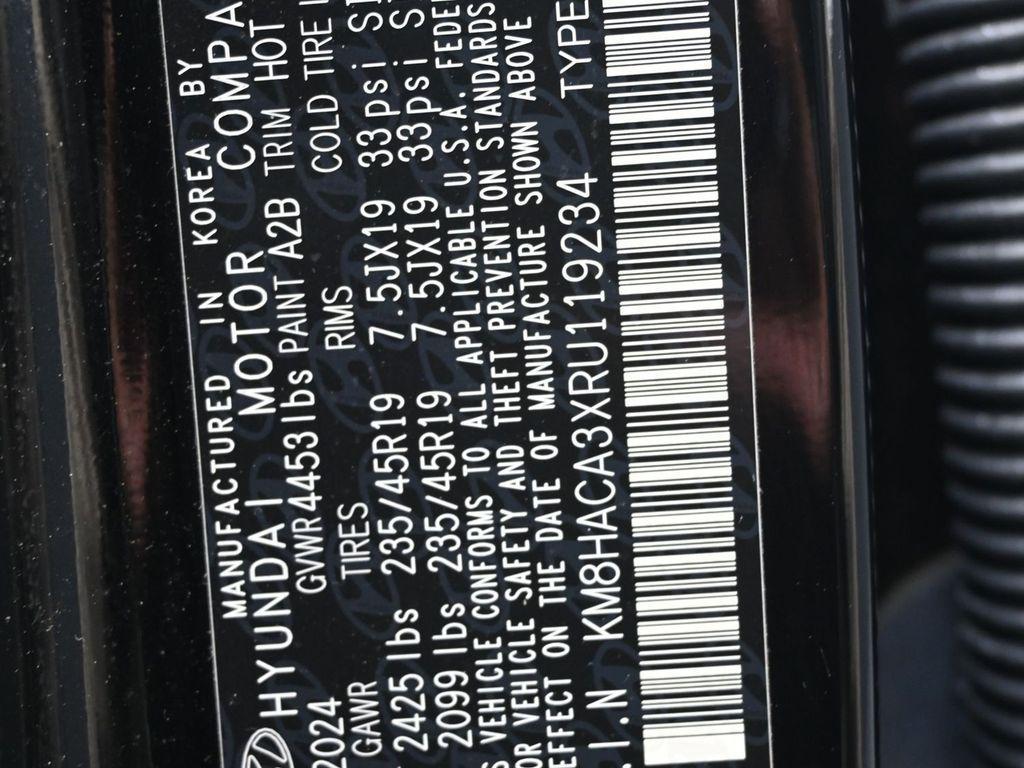 MANUFACTURED IN KOREA BY
HYUNDAI MOTOR COMPA
2024 GVWR 4453 lbs PAINT A2B TRIM HOT
GAWR TIRES RIMS COLD TIRE
2425 lbs 235/45R19 7.5JX19 33psi
2099 lbs 235/45R19 7.5JX19 33psi
S VEHICLE CONFORMS TO ALL APPLICABLE U.S.A. FEDE
OR VEHICLE SAFETY AND THEFT PREVENTION STANDARDS
EFFECT ON THE DATE OF MANUFACTURE SHOWN ABOVE
.I.N KM8HACA3XRU119234 TYPE